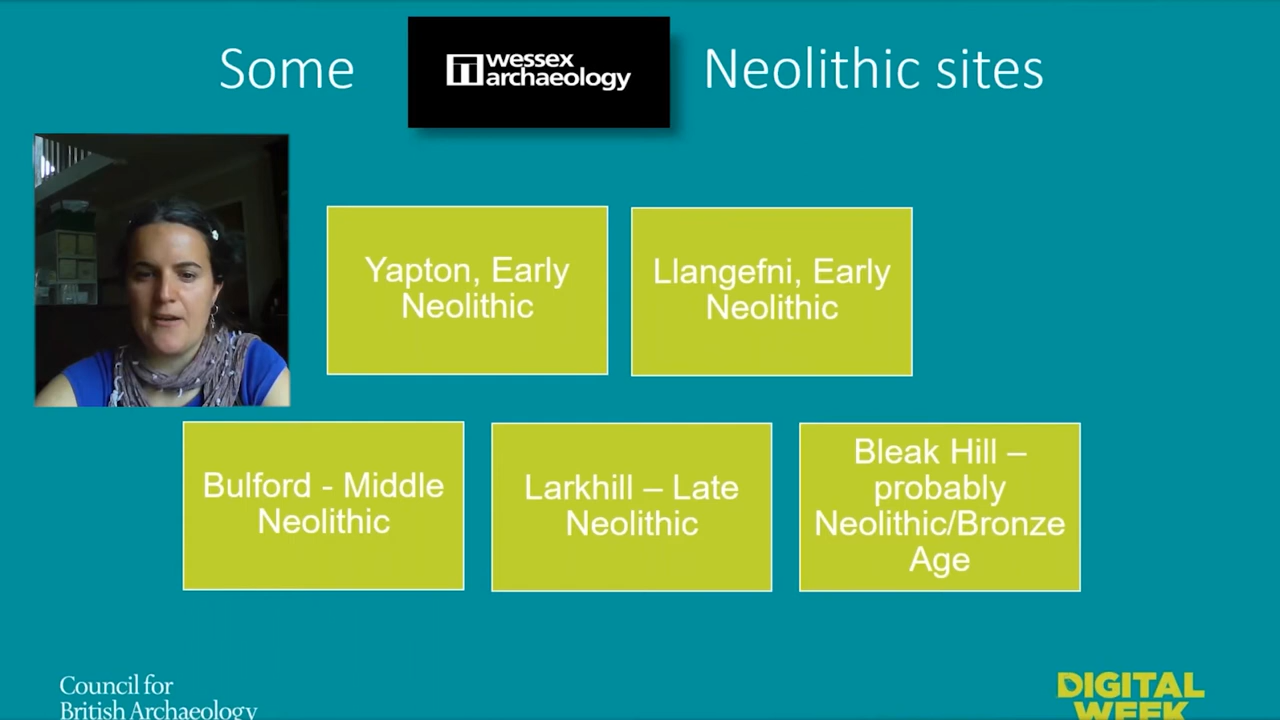 Some wessex archaeology Neolithic sites
Yapton, Early
Neolithic
Llangefni, Early
Neolithic
Bulford - Middle
Neolithic
Larkhill – Late
Neolithic
Bleak Hill –
probably
Neolithic/Bronze
Age
Council for
British Archaeology
DIGITAL
WEEK